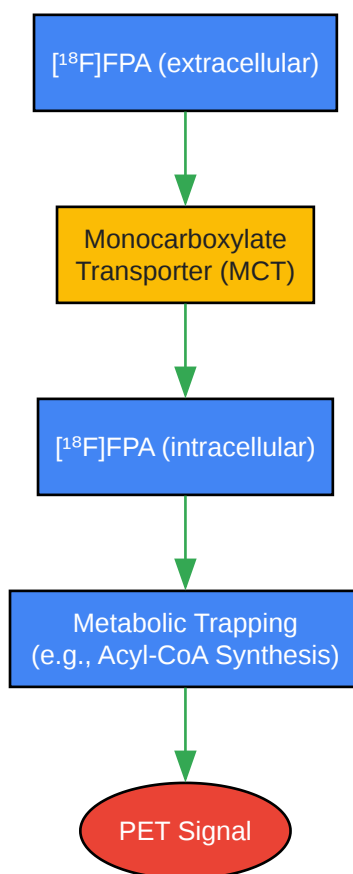 [¹⁸F]FPA (extracellular)
Monocarboxylate
Transporter (MCT)
[¹⁸F]FPA (intracellular)
Metabolic Trapping
(e.g., Acyl-CoA Synthesis)
PET Signal